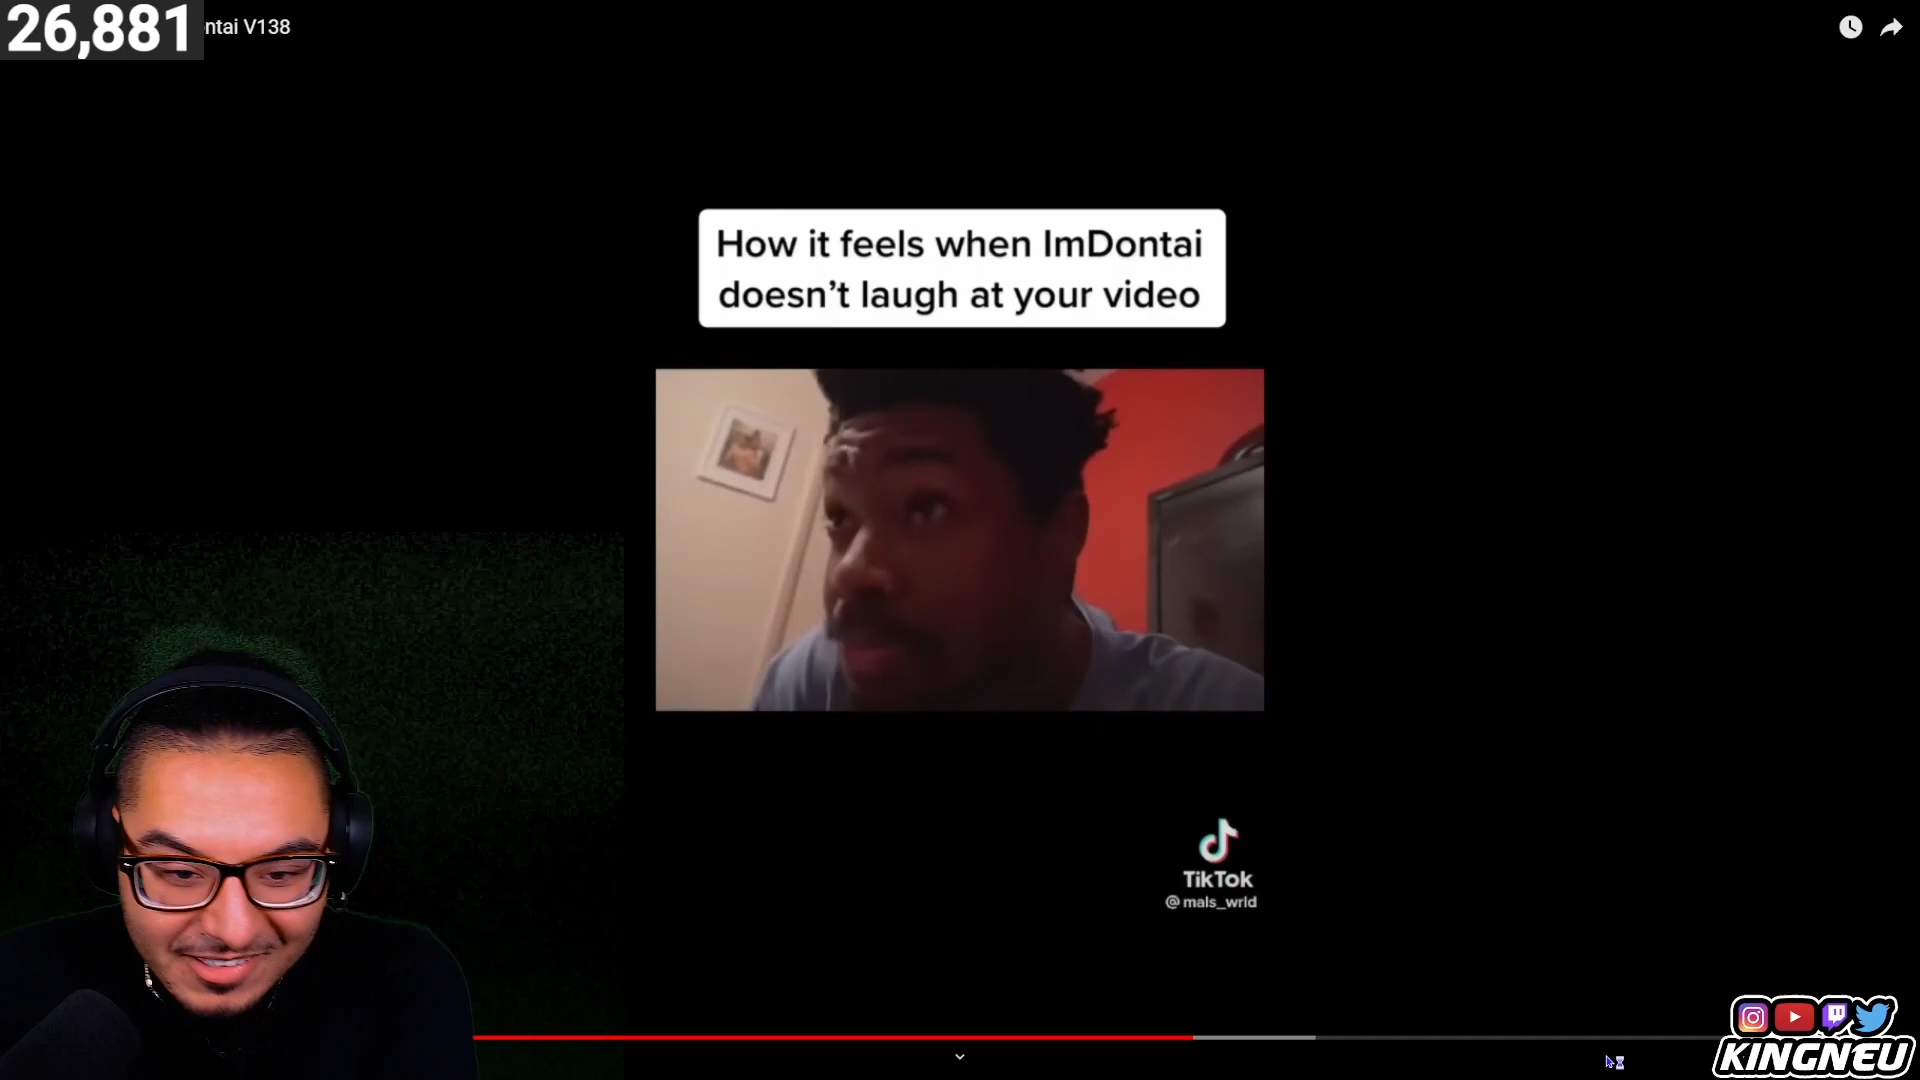 26,881
ntai V138
How it feels when ImDontai
doesn’t laugh at your video
TikTok
@mals_wrld
KINGNEU